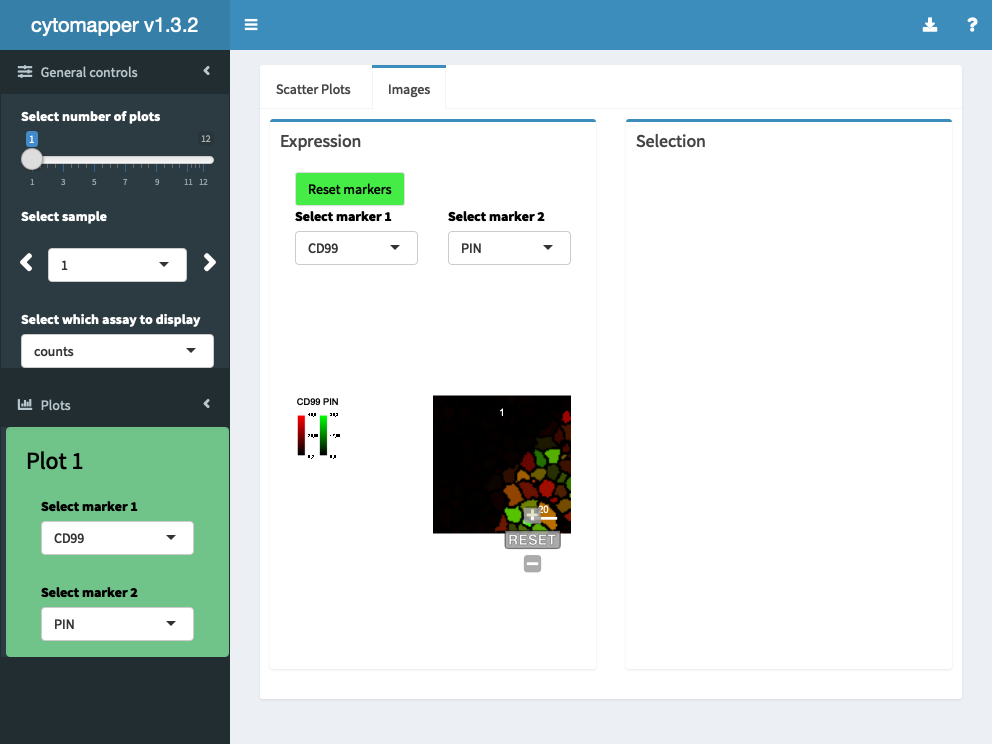 cytomapper v1.3.2
?
General controls
Select number of plots
1 12
1 3 5 7 9 11 12
Select sample
1
Select which assay to display
counts
Plots
Plot 1
Select marker 1
CD99
Select marker 2
PIN
Scatter Plots Images
Expression
Reset markers
Select marker 1 Select marker 2
CD99 PIN
CD99 PIN
1
20
RESET
Selection